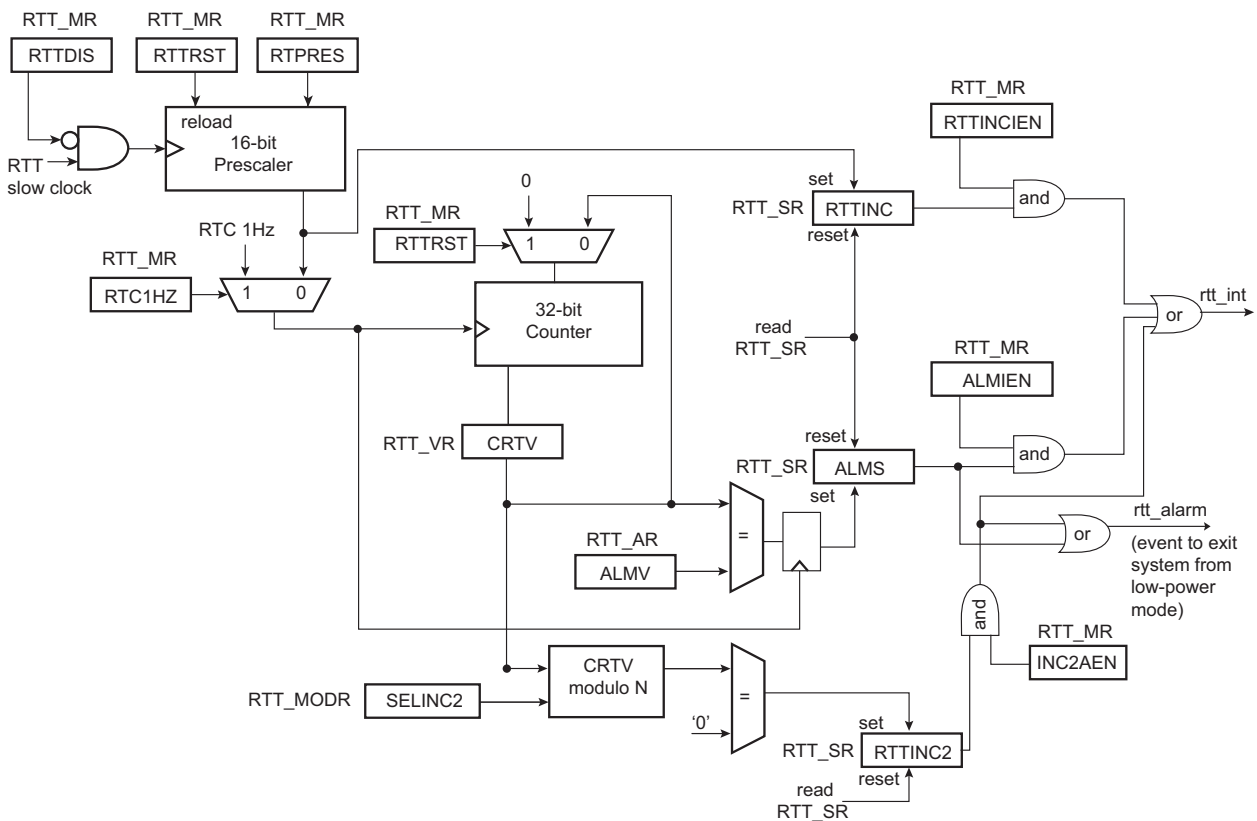 RTT_MR
RTTDIS
RTT_MR
RTTRST
RTT_MR
RTPRES
reload
16-bit
Prescaler
RTT
slow clock
RTT_MR
RTC1HZ
RTC 1Hz
1
0
RTT_MR
RTTRST
0
1
0
32-bit
Counter
RTT_VR
CRTV
RTT_AR
ALMV
=
RTT_MODR
SELINC2
CRTV
modulo N
‘0’
=
set
RTT_SR
RTTINC
reset
read
RTT_SR
reset
RTT_SR
ALMS
set
set
RTT_SR
RTTINC2
reset
read
RTT_SR
RTT_MR
RTTINCIEN
and
RTT_MR
ALMIEN
and
or
rtt_int
or
rtt_alarm
(event to exit
system from
low-power
mode)
and
RTT_MR
INC2AEN